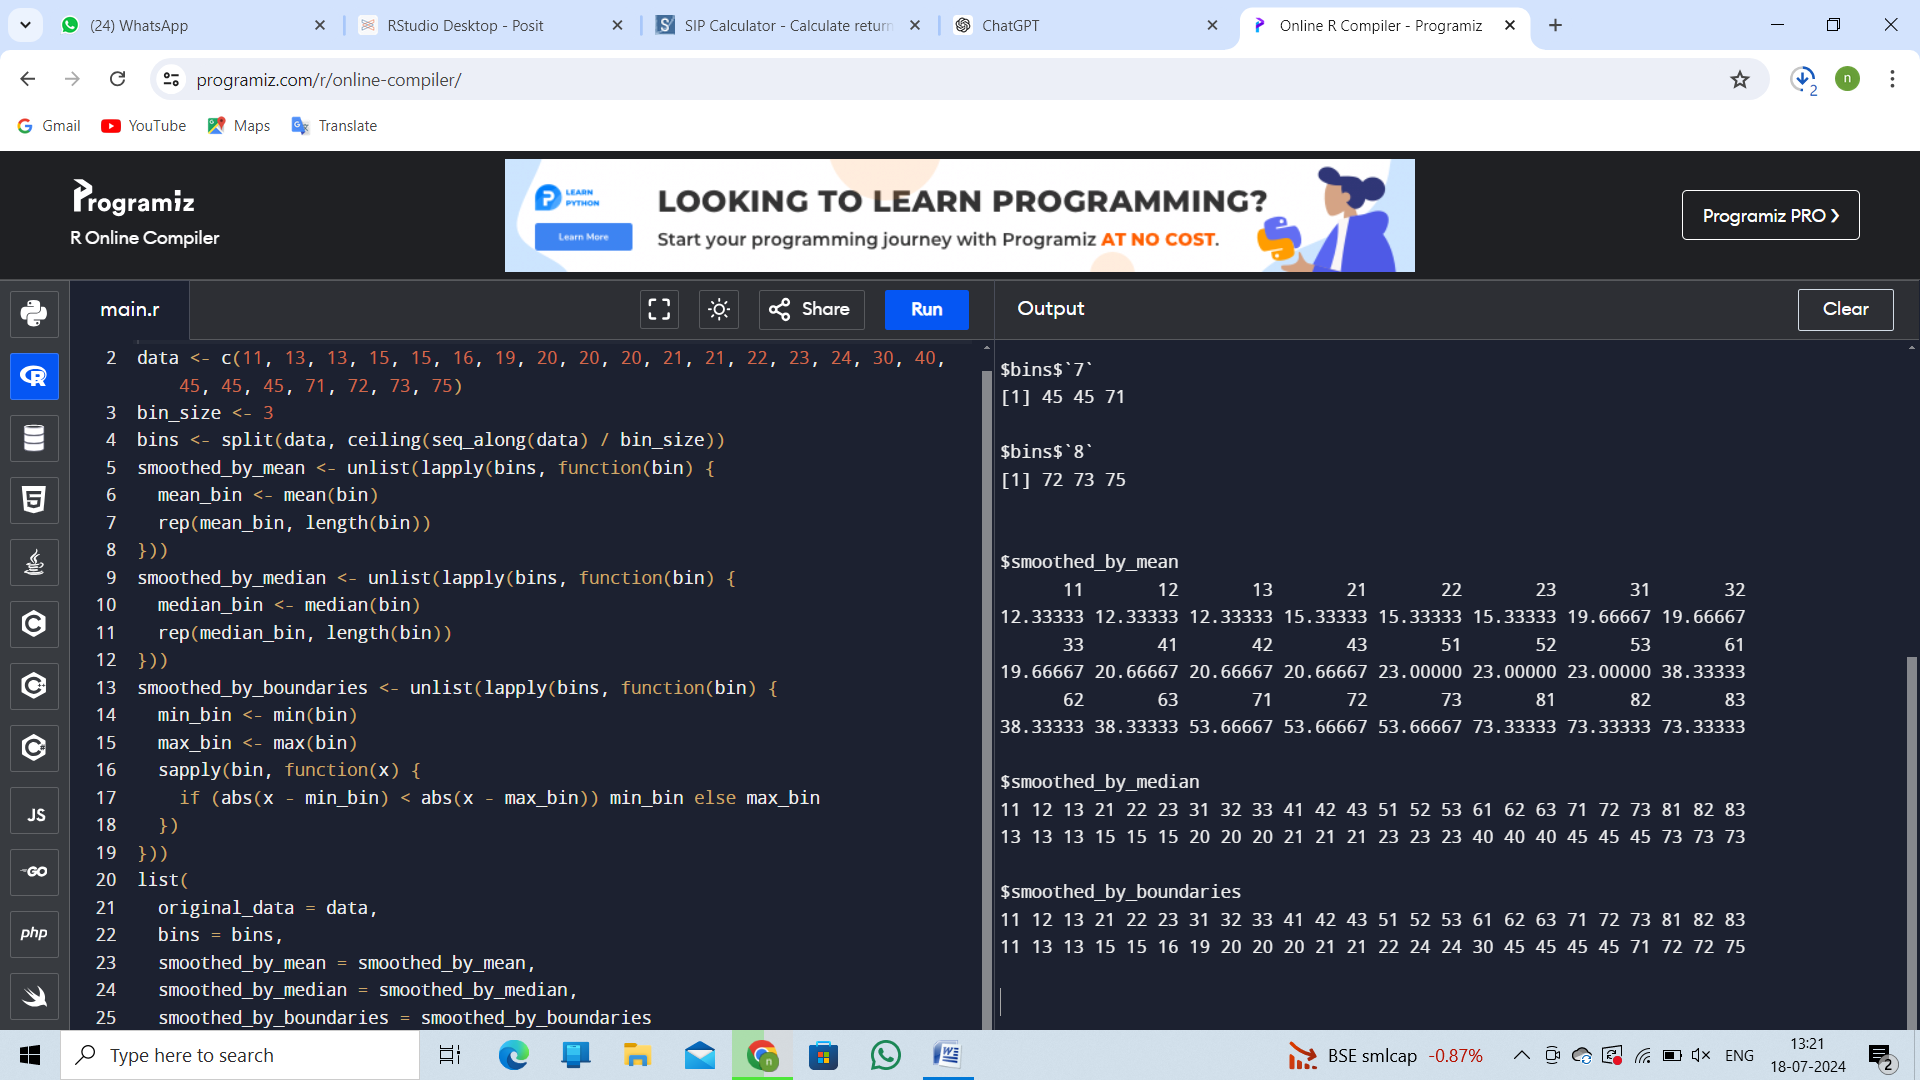 (24) WhatsApp
RStudio Desktop - Posit
SIP Calculator - Calculate return
ChatGPT
Online R Compiler - Programiz
programiz.com/r/online-compiler/
2
n
Gmail
YouTube
Maps
Translate
Programiz
R Online Compiler
LEARN PYTHON
Learn More
LOOKING TO LEARN PROGRAMMING?
Start your programming journey with Programiz AT NO COST.
Programiz PRO ›
main.r
Share
Run
Output
Clear
2 data <- c(11, 13, 13, 15, 15, 16, 19, 20, 20, 20, 21, 21, 22, 23, 24, 30, 40,
45, 45, 45, 71, 72, 73, 75)
3 bin_size <- 3
4 bins <- split(data, ceiling(seq_along(data) / bin_size))
5 smoothed_by_mean <- unlist(lapply(bins, function(bin) {
6 mean_bin <- mean(bin)
7 rep(mean_bin, length(bin))
8 }))
9 smoothed_by_median <- unlist(lapply(bins, function(bin) {
10 median_bin <- median(bin)
11 rep(median_bin, length(bin))
12 }))
13 smoothed_by_boundaries <- unlist(lapply(bins, function(bin) {
14 min_bin <- min(bin)
15 max_bin <- max(bin)
16 sapply(bin, function(x) {
17 if (abs(x - min_bin) < abs(x - max_bin)) min_bin else max_bin
18 })
19 }))
20 list(
21 original_data = data,
22 bins = bins,
23 smoothed_by_mean = smoothed_by_mean,
24 smoothed_by_median = smoothed_by_median,
25 smoothed_by_boundaries = smoothed_by_boundaries
$bins$`7`
[1] 45 45 71
$bins$`8`
[1] 72 73 75
$smoothed_by_mean
11 12 13 21 22 23 31 32
12.33333 12.33333 12.33333 15.33333 15.33333 15.33333 19.66667 19.66667
33 41 42 43 51 52 53 61
19.66667 20.66667 20.66667 20.66667 23.00000 23.00000 23.00000 38.33333
62 63 71 72 73 81 82 83
38.33333 38.33333 53.66667 53.66667 53.66667 73.33333 73.33333 73.33333
$smoothed_by_median
11 12 13 21 22 23 31 32 33 41 42 43 51 52 53 61 62 63 71 72 73 81 82 83
13 13 13 15 15 15 20 20 20 21 21 21 23 23 23 40 40 40 45 45 45 73 73 73
$smoothed_by_boundaries
11 12 13 21 22 23 31 32 33 41 42 43 51 52 53 61 62 63 71 72 73 81 82 83
11 13 13 15 15 16 19 20 20 20 21 21 22 24 24 30 45 45 45 45 71 72 72 75
JS
GO
php
Type here to search
BSE smlcap -0.87%
ENG
13:21
18-07-2024
2